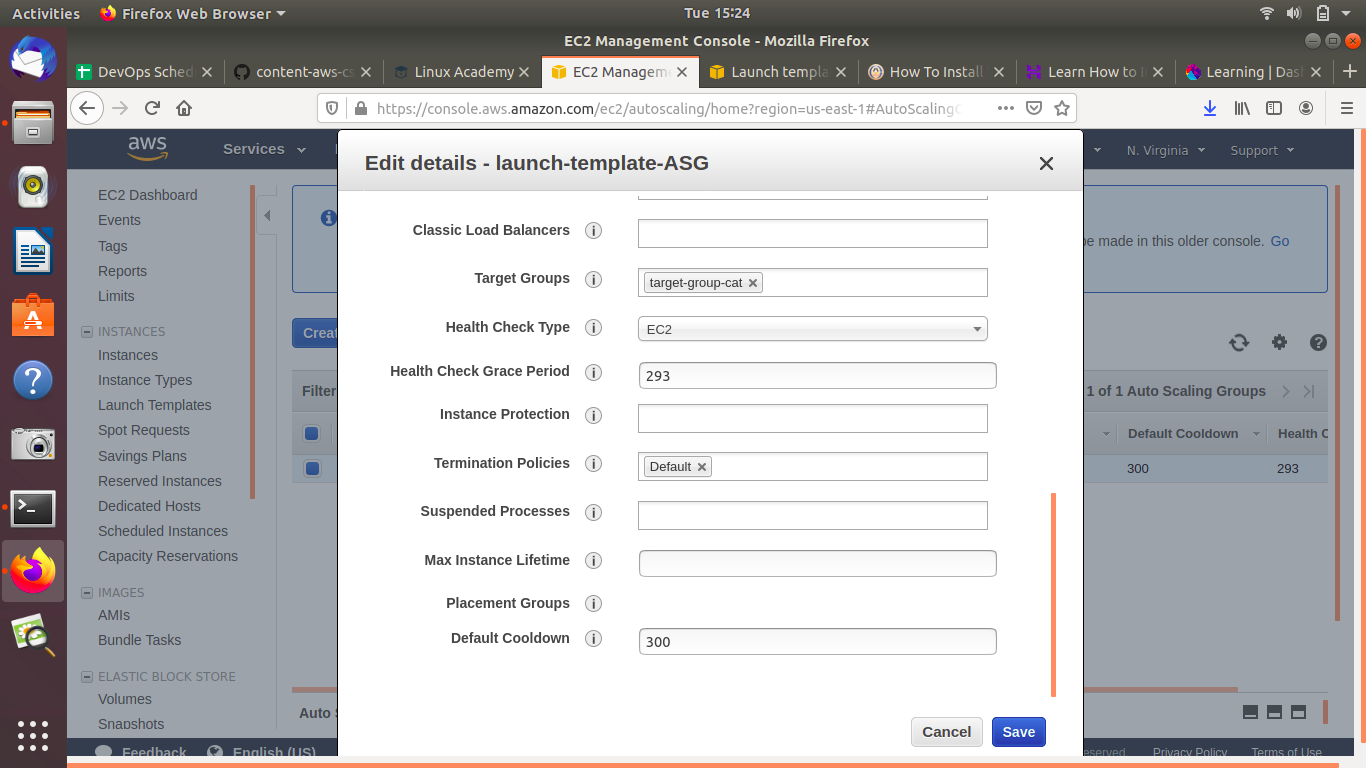 Activities Firefox Web Browser Tue 15:24
EC2 Management Console - Mozilla Firefox
DevOps Sched content-aws-cs Linux Academy EC2 Managem Launch templa How To Install Learn How to Learning | Das
https://console.aws.amazon.com/ec2/autoscaling/home?region=us-east-1#AutoScalingG
aws Services N. Virginia Support
Edit details - launch-template-ASG
EC2 Dashboard
Events
Tags
Reports
Limits
INSTANCES
Instances
Instance Types
Launch Templates
Spot Requests
Savings Plans
Reserved Instances
Dedicated Hosts
Scheduled Instances
Capacity Reservations
IMAGES
AMIs
Bundle Tasks
ELASTIC BLOCK STORE
Volumes
Snapshots
be made in this older console. Go
Creat
Filter
1 of 1 Auto Scaling Groups
Default Cooldown Health C
300 293
Auto S
Classic Load Balancers
Target Groups target-group-cat
Health Check Type EC2
Health Check Grace Period 293
Instance Protection
Termination Policies Default
Suspended Processes
Max Instance Lifetime
Placement Groups
Default Cooldown 300
Cancel Save
Feedback English (US) eserved Privacy Policy Terms of Use